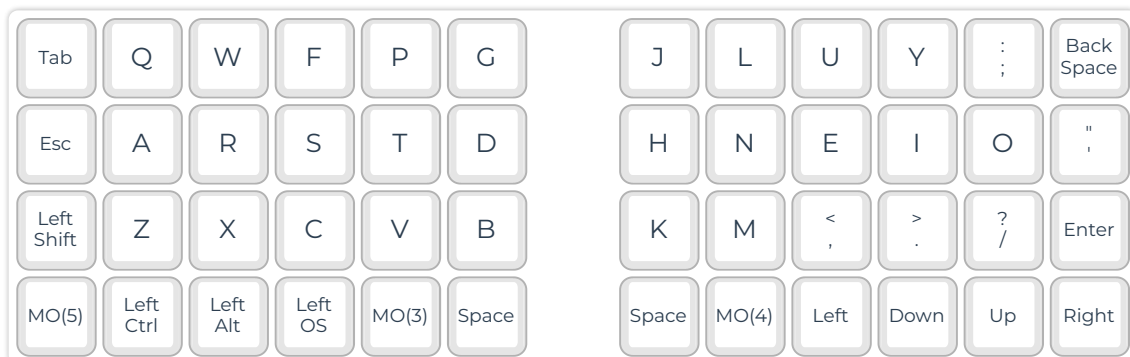 Tab Q W F P G J L U Y : Back
; Space
Esc A R S T D H N E I O "
'
Left Z X C V B K M < > ? Enter
Shift , . /
MO(5) Left Left Left MO(3) Space Space MO(4) Left Down Up Right
Ctrl Alt OS